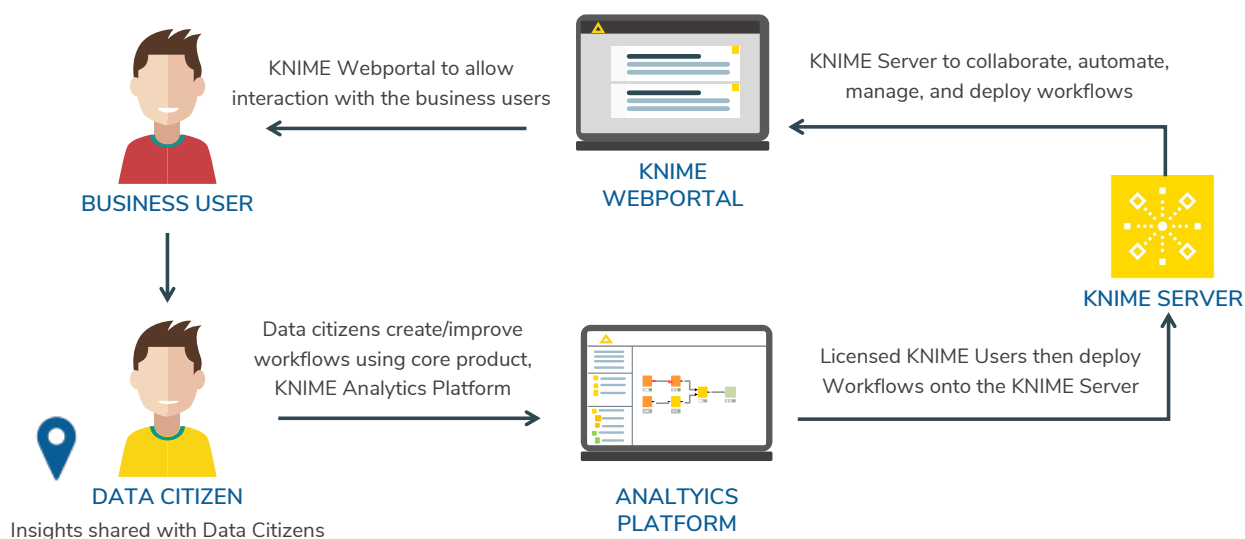 KNIME Webportal to allow
interaction with the business users
KNIME Server to collaborate, automate,
manage, and deploy workflows
KNIME
WEBPORTAL
BUSINESS USER
KNIME SERVER
Data citizens create/improve
workflows using core product,
KNIME Analytics Platform
Licensed KNIME Users then deploy
Workflows onto the KNIME Server
DATA CITIZEN
Insights shared with Data Citizens
ANALTYICS
PLATFORM